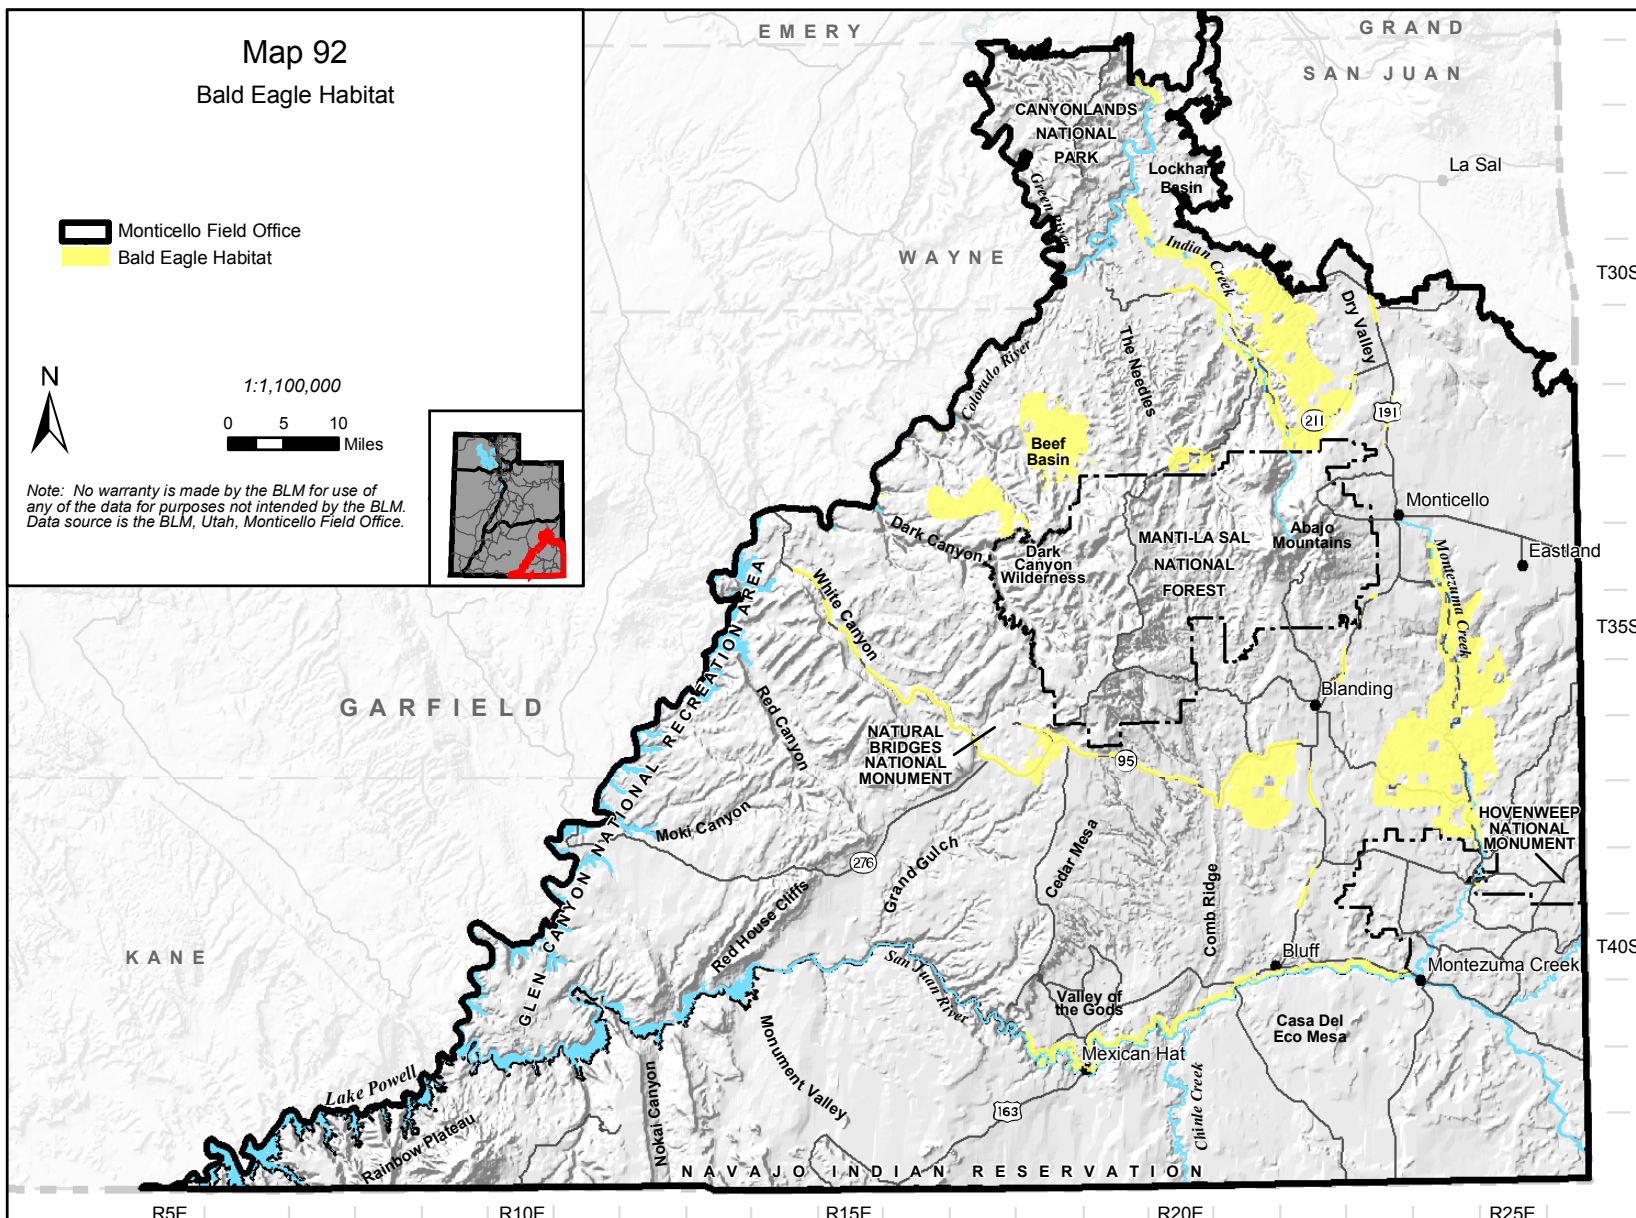 Map 92
Bald Eagle Habitat
Monticello Field Office
Bald Eagle Habitat
N
1:1,100,000
0 5 10
Miles
Note: No warranty is made by the BLM for use of
any of the data for purposes not intended by the BLM.
Data source is the BLM, Utah, Monticello Field Office.
EMERY
GRAND
SAN JUAN
CANYONLANDS
NATIONAL
PARK
Lockhart
Basin
La Sal
Green River
WAYNE
Indian Creek
T30S
Dry Valley
The Needles
Colorado River
191
211
Beef
Basin
Monticello
Dark Canyon
Dark
Canyon
Wilderness
MANTI-LA SAL
NATIONAL
FOREST
Abajo
Mountains
Eastland
Montezuma Creek
White Canyon
T35S
GARFIELD
GLEN CANYON NATIONAL RECREATION AREA
Red Canyon
Blanding
NATURAL
BRIDGES
NATIONAL
MONUMENT
95
Moki Canyon
HOVENWEEP
NATIONAL
MONUMENT
276
Grand Gulch
Cedar Mesa
Comb Ridge
Red House Cliffs
KANE
San Juan River
Bluff
T40S
Montezuma Creek
Valley of
the Gods
Casa Del
Eco Mesa
Mexican Hat
Monument Valley
Nokai Canyon
Chinle Creek
Lake Powell
163
Rainbow Plateau
NAVAJO INDIAN RESERVATION
R5E R10E R15E R20E R25E